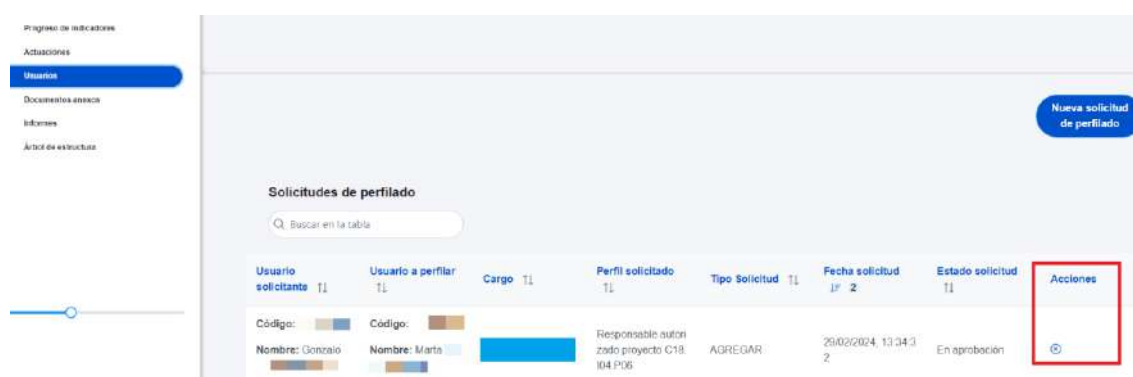 Progreso de indicadores
Actuaciones
Usuarios
Documentos anexos
Informes
Árbol de estructura
Nueva solicitud
de perfilado
Solicitudes de perfilado
Buscar en la tabla
Usuario
solicitante
Usuario a perfilar
Cargo
Perfil solicitado
Tipo Solicitud
Fecha solicitud
2
Estado solicitud
Acciones
Código:
Nombre: Gonzalo
Código:
Nombre: Marta
Responsable autori
zado proyecto C18.
I04.P06
AGREGAR
29/02/2024, 13:34:3
2
En aprobación